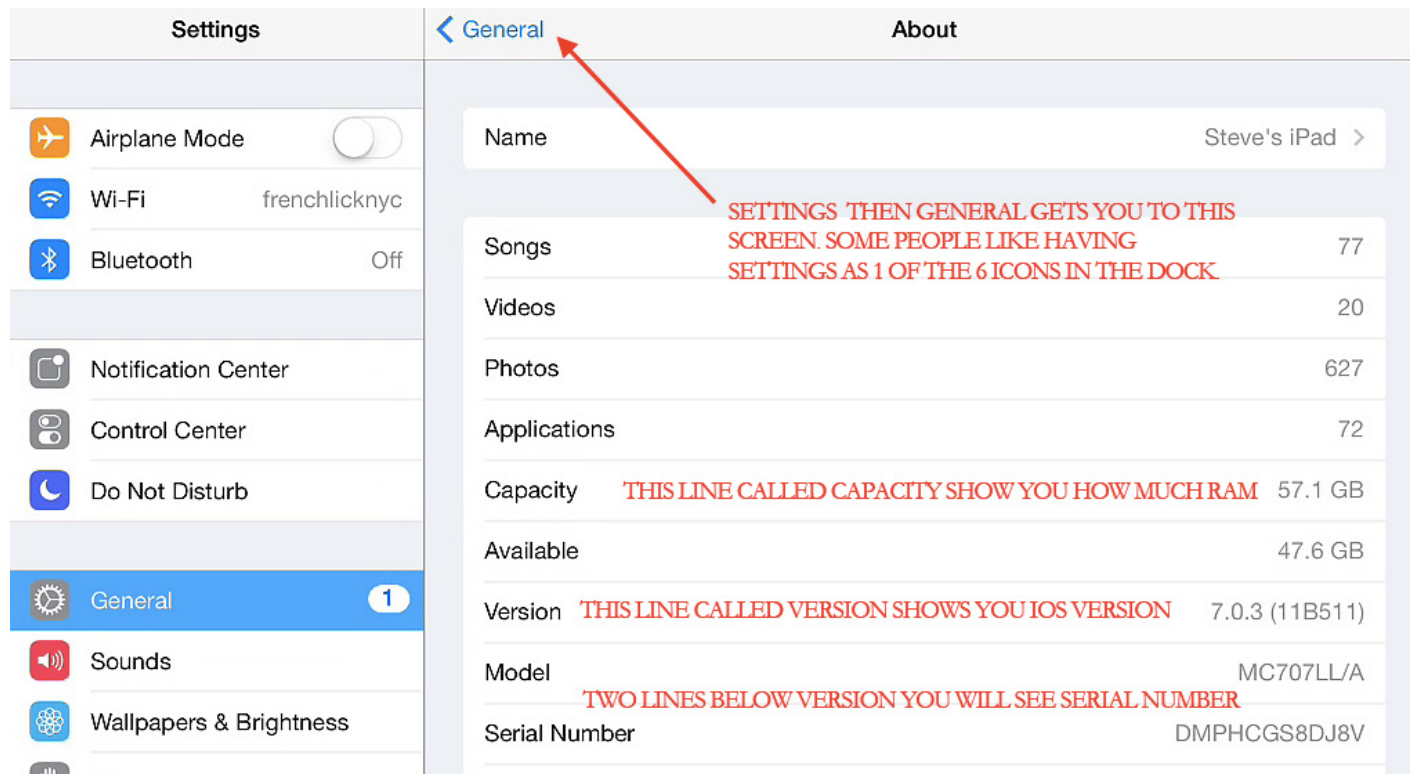 Settings
General
About
Airplane Mode
Wi-Fi frenchlicknyc
Bluetooth Off
Notification Center
Control Center
Do Not Disturb
General 1
Sounds
Wallpapers & Brightness
Name Steve's iPad
SETTINGS THEN GENERAL GETS YOU TO THIS
SCREEN. SOME PEOPLE LIKE HAVING
SETTINGS AS 1 OF THE 6 ICONS IN THE DOCK.
Songs 77
Videos 20
Photos 627
Applications 72
Capacity THIS LINE CALLED CAPACITY SHOW YOU HOW MUCH RAM 57.1 GB
Available 47.6 GB
Version THIS LINE CALLED VERSION SHOWS YOU IOS VERSION 7.0.3 (11B511)
Model MC707LL/A
TWO LINES BELOW VERSION YOU WILL SEE SERIAL NUMBER
Serial Number DMPHCGS8DJ8V